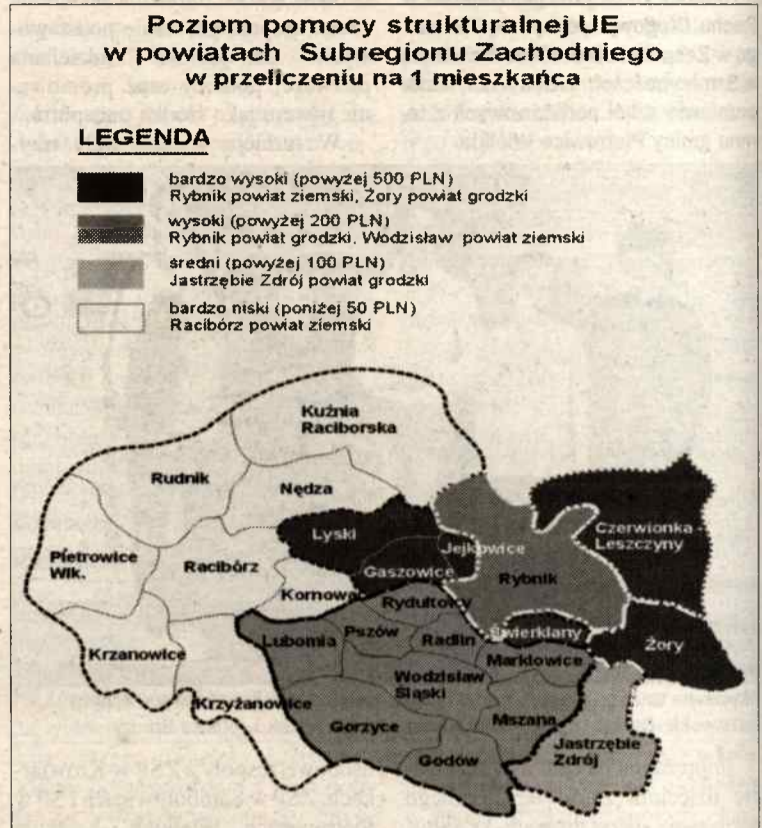 Poziom pomocy strukturalnej UE
w powiatach Subregionu Zachodniego
w przeliczeniu na 1 mieszkańca
LEGENDA
bardzo wysoki (powyżej 500 PLN)
Rybnik powiat ziemski, Żory powiat grodzki
wysoki (powyżej 200 PLN)
Rybnik powiat grodzki, Wodzisław powiat ziemski
średni (powyżej 100 PLN)
Jastrzębie Zdrój powiat grodzki
bardzo niski (poniżej 50 PLN)
Racibórz powiat ziemski
Kuźnia
Raciborska
Rudnik
Nędza
Lyski
Czerwionka -
Leszczyny
Jejkowice
Pietrowice
Wlk.
Racibórz
Gaszowice
Rybnik
Kornowac
Rydułtowy
Lubomia
Pszów
Radlin
Świerklany
Żory
Krzanowice
Marklowice
Wodzisław
Śląski
Krzyżanowice
Gorzyce
Mszana
Jastrzębie
Zdrój
Godów